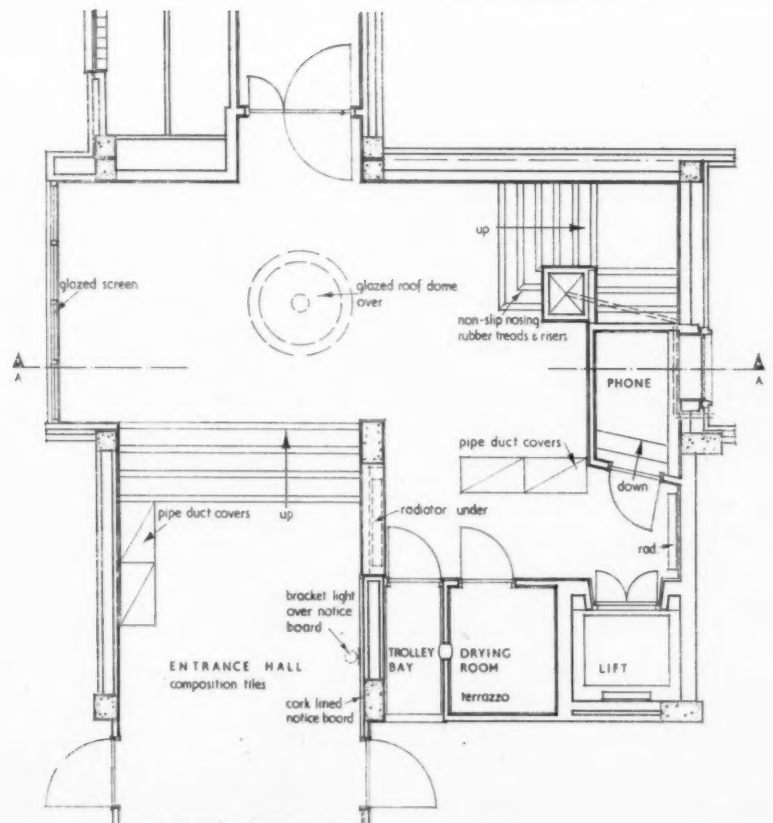 up
glazed screen
glazed roof dome
over
non-slip nosing
rubber treads & risers
A
A
PHONE
pipe duct covers
down
pipe duct covers
up
radiator under
rad.
bracket light
over notice
board
TROLLEY
BAY
DRYING
ROOM
terrazzo
LIFT
ENTRANCE HALL
composition tiles
cork lined
notice board